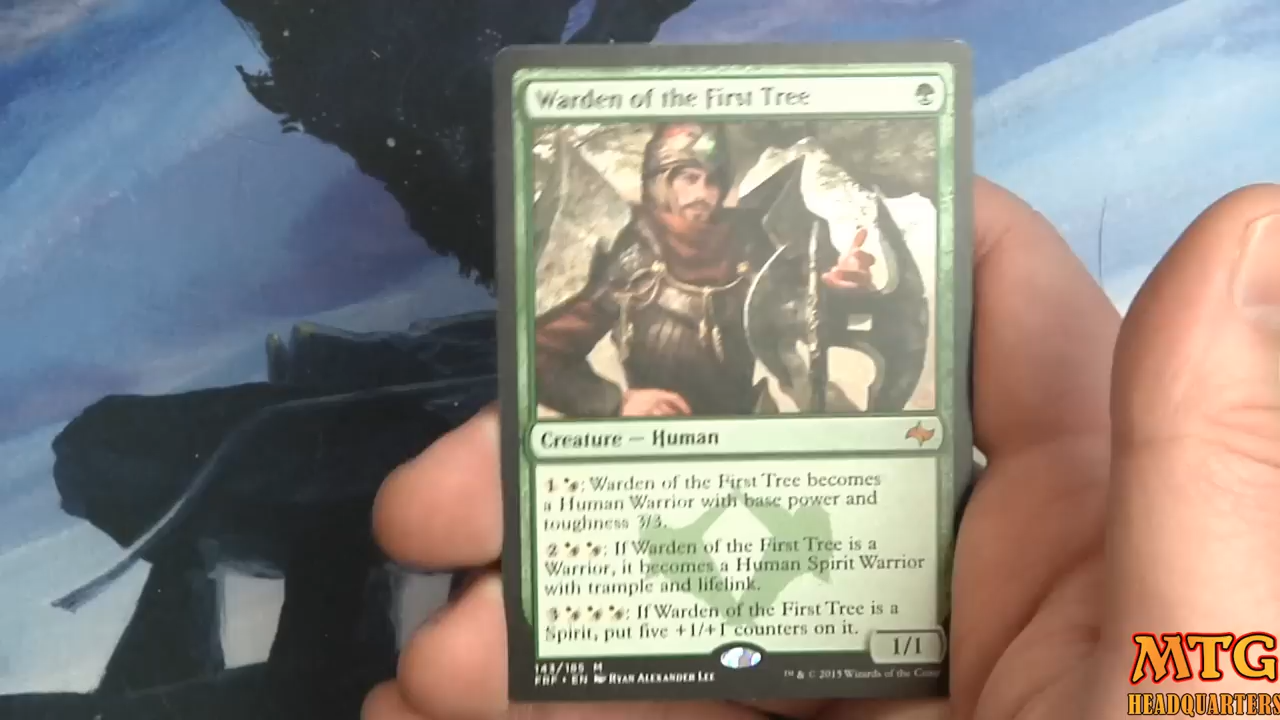 Warden of the First Tree
Creature — Human
1 : Warden of the First Tree becomes
a Human Warrior with base power and
toughness 3/3.
2 : If Warden of the First Tree is a
Warrior, it becomes a Human Spirit Warrior
with trample and lifelink.
3 : If Warden of the First Tree is a
Spirit, put five +1/+1 counters on it.
1/1
143/185 M
FRF • EN Ryan Alexander Lee
™ & © 2015 Wizards of the Coast
MTG
HEADQUARTERS